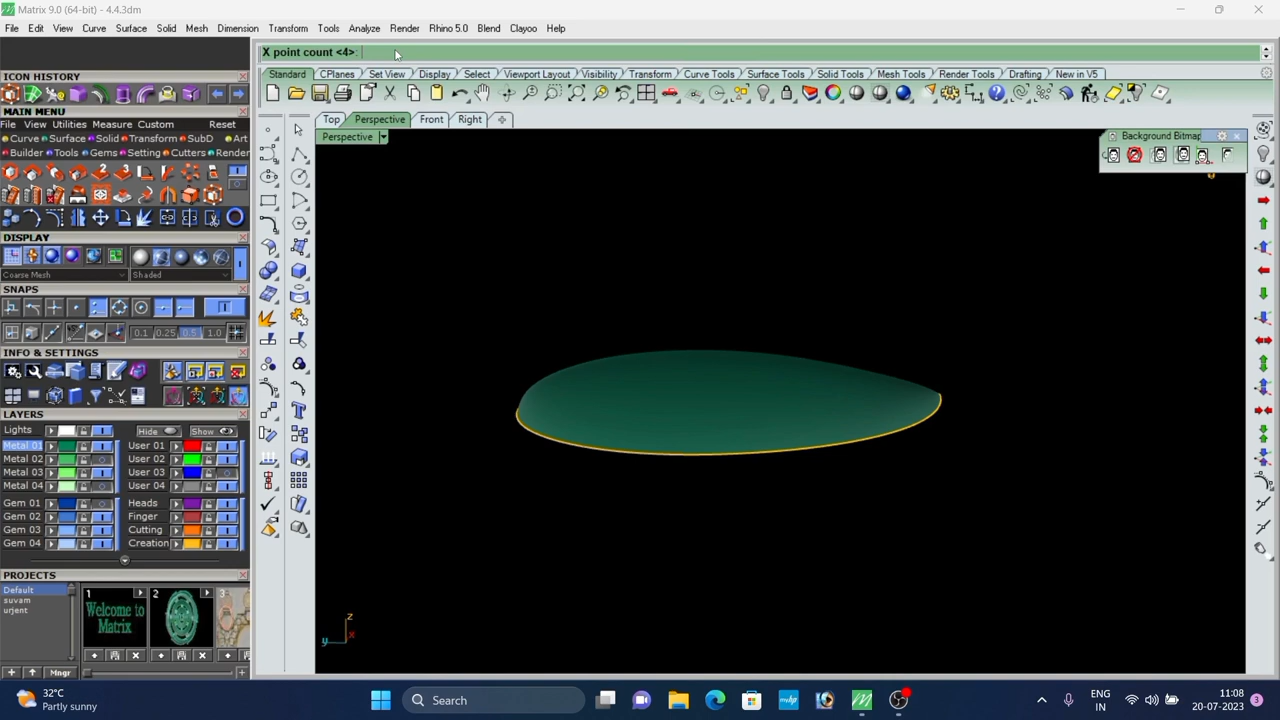 Matrix 9.0 (64-bit) - 4.4.3dm
File Edit View Curve Surface Solid Mesh Dimension Transform Tools Analyze Render Rhino 5.0 Blend Clayoo Help
X point count <4>:
ICON HISTORY
Standard CPlanes Set View Display Select Viewport Layout Visibility Transform Curve Tools Surface Tools Solid Tools Mesh Tools Render Tools Drafting New in V5
MAIN MENU
File View Utilities Measure Custom Reset
Curve Surface Solid Transform SubD Art
Builder Tools Gems Setting Cutters Render
Top Perspective Front Right
Perspective
Background Bitmap
DISPLAY
Coarse Mesh Shaded
SNAPS
0.1 0.25 0.5 1.0
INFO & SETTINGS
LAYERS
Lights Hide Show
Metal 01 User 01
Metal 02 User 02
Metal 03 User 03
Metal 04 User 04
Gem 01 Heads
Gem 02 Finger
Gem 03 Cutting
Gem 04 Creation
PROJECTS
Default
suvam
urjent
1 2 3
Welcome to
Matrix
Mngr
z
y x
32°C
Partly sunny
Search
ENG
IN
11:08
20-07-2023
3